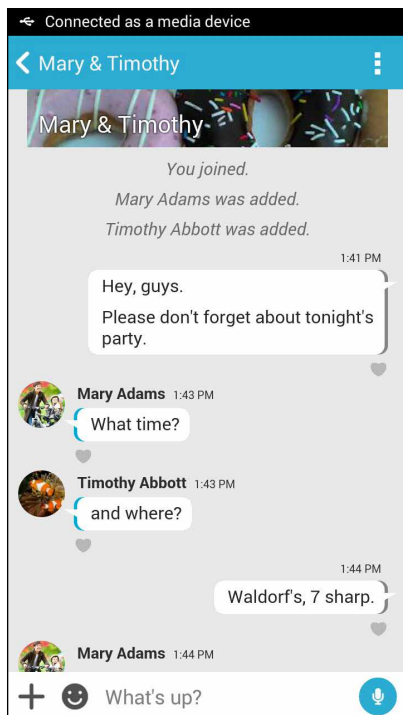 Connected as a media device
Mary & Timothy
Mary & Timothy
You joined.
Mary Adams was added.
Timothy Abbott was added.
1:41 PM
Hey, guys.
Please don't forget about tonight's
party.
Mary Adams 1:43 PM
What time?
Timothy Abbott 1:43 PM
and where?
1:44 PM
Waldorf's, 7 sharp.
Mary Adams 1:44 PM
What's up?